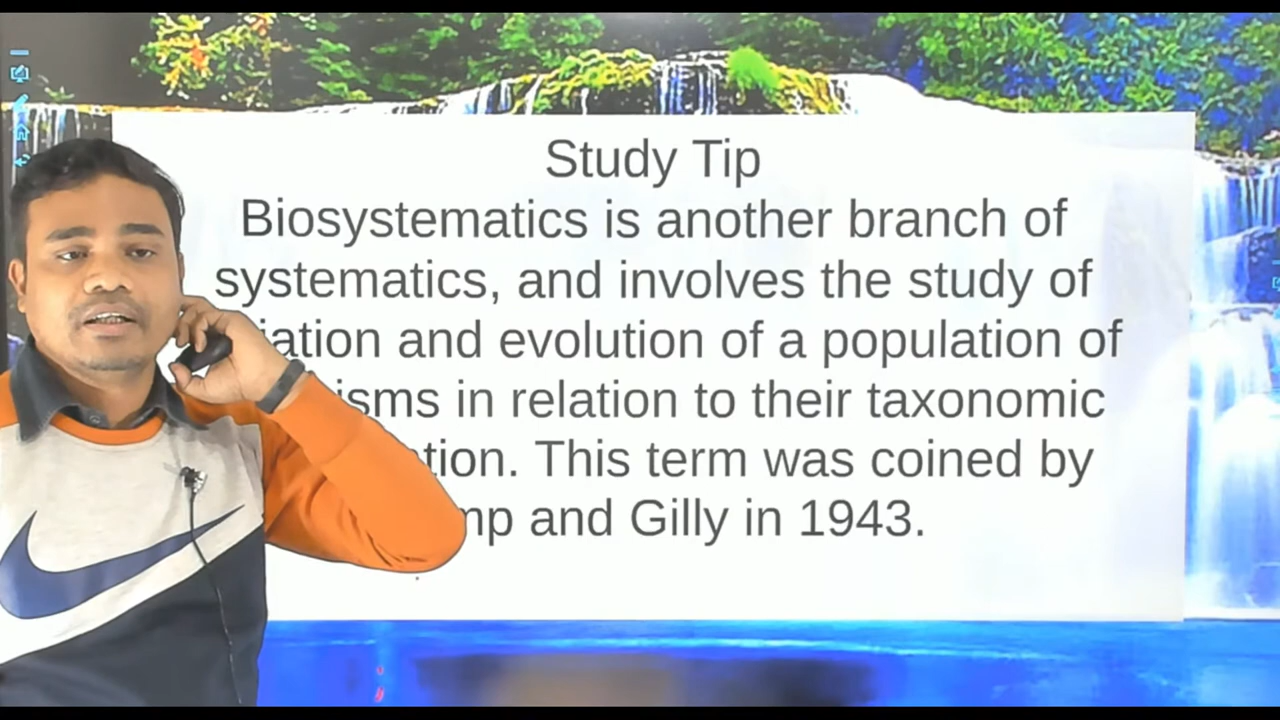 Study Tip
Biosystematics is another branch of
systematics, and involves the study of
and evolution of a population of
in relation to their taxonomic
This term was coined by
and Gilly in 1943.